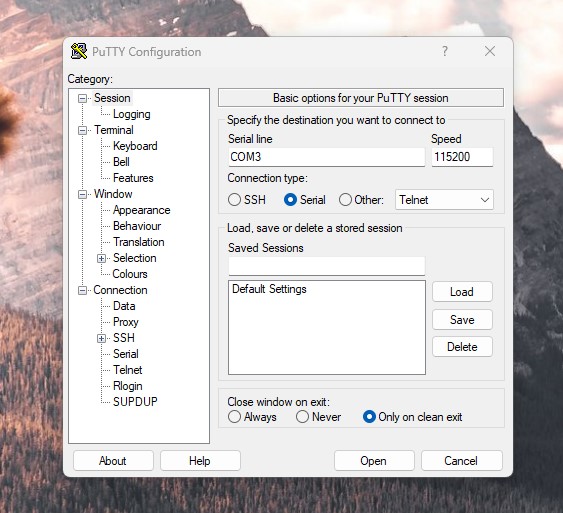 PuTTY Configuration
?
Category:
Session
Logging
Terminal
Keyboard
Bell
Features
Window
Appearance
Behaviour
Translation
Selection
Colours
Connection
Data
Proxy
SSH
Serial
Telnet
Rlogin
SUPDUP
Basic options for your PuTTY session
Specify the destination you want to connect to
Serial line Speed
COM3 115200
Connection type:
SSH Serial Other: Telnet
Load, save or delete a stored session
Saved Sessions
Default Settings
Load
Save
Delete
Close window on exit:
Always Never Only on clean exit
About Help Open Cancel